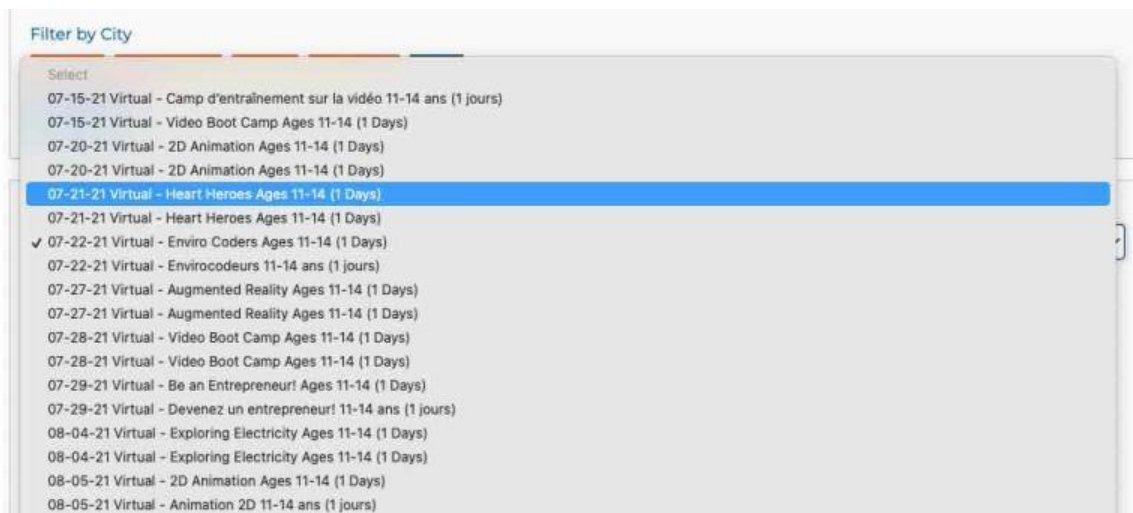 Filter by City
Select
07-15-21 Virtual - Camp d'entraînement sur la vidéo 11-14 ans (1 jours)
07-15-21 Virtual - Video Boot Camp Ages 11-14 (1 Days)
07-20-21 Virtual - 2D Animation Ages 11-14 (1 Days)
07-20-21 Virtual - 2D Animation Ages 11-14 (1 Days)
07-21-21 Virtual - Heart Heroes Ages 11-14 (1 Days)
07-21-21 Virtual - Heart Heroes Ages 11-14 (1 Days)
✓ 07-22-21 Virtual - Enviro Coders Ages 11-14 (1 Days)
07-22-21 Virtual - Envirocodeurs 11-14 ans (1 jours)
07-27-21 Virtual - Augmented Reality Ages 11-14 (1 Days)
07-27-21 Virtual - Augmented Reality Ages 11-14 (1 Days)
07-28-21 Virtual - Video Boot Camp Ages 11-14 (1 Days)
07-28-21 Virtual - Video Boot Camp Ages 11-14 (1 Days)
07-29-21 Virtual - Be an Entrepreneur! Ages 11-14 (1 Days)
07-29-21 Virtual - Devenez un entrepreneur! 11-14 ans (1 jours)
08-04-21 Virtual - Exploring Electricity Ages 11-14 (1 Days)
08-04-21 Virtual - Exploring Electricity Ages 11-14 (1 Days)
08-05-21 Virtual - 2D Animation Ages 11-14 (1 Days)
08-05-21 Virtual - Animation 2D 11-14 ans (1 jours)